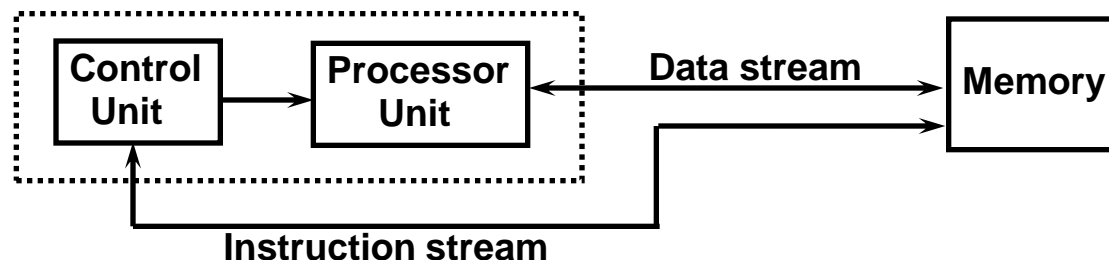 Control
Unit
Processor
Unit
Data stream
Memory
Instruction stream